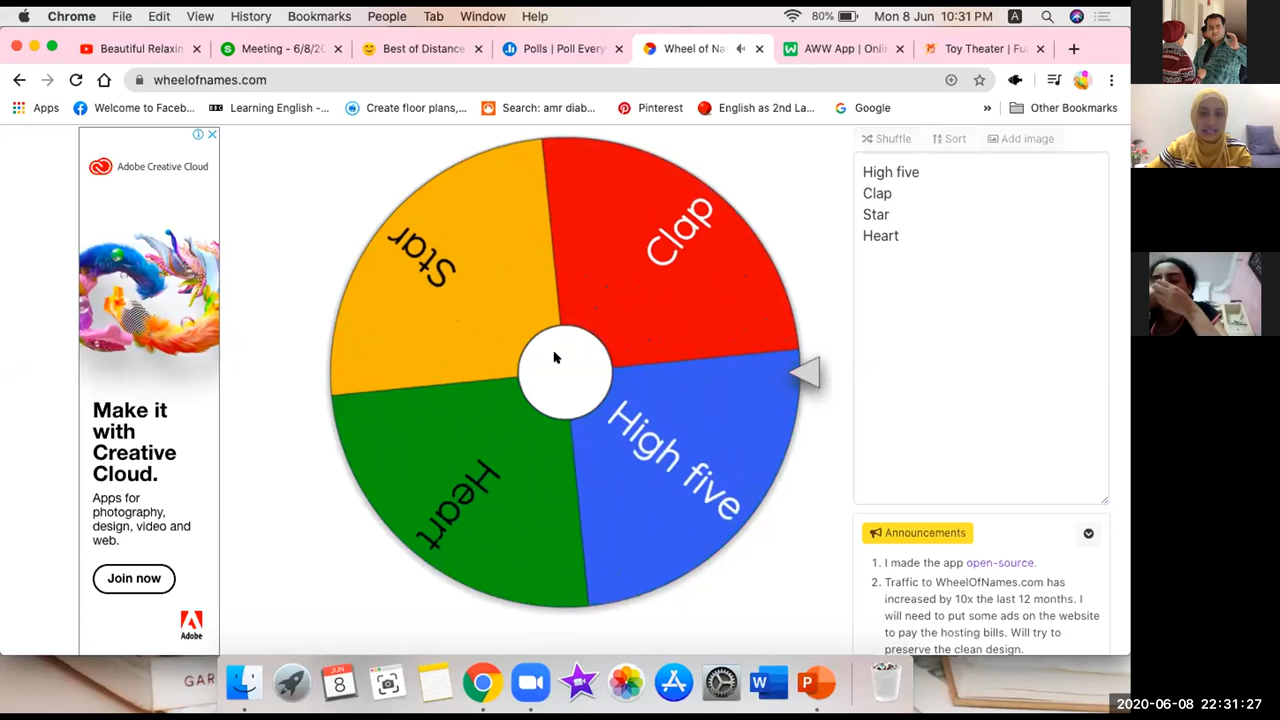 Chrome File Edit View History Bookmarks People Tab Window Help 80% Mon 8 Jun 10:31 PM A
Beautiful Relaxin Meeting - 6/8/20 Best of Distance Polls | Poll Every Wheel of Na AWW App | Onli Toy Theater | Fu
wheelofnames.com
Apps Welcome to Faceb... Learning English -... Create floor plans,... Search: amr diab... Pinterest English as 2nd La... Google » Other Bookmarks
Adobe Creative Cloud
Make it
with
Creative
Cloud.
Apps for
photography,
design, video and
web.
Join now
Adobe
Star
Clap
Heart
High five
Shuffle Sort Add image
High five
Clap
Star
Heart
Announcements
1. I made the app open-source.
2. Traffic to WheelOfNames.com has
increased by 10x the last 12 months. I
will need to put some ads on the website
to pay the hosting bills. Will try to
preserve the clean design.
GAR
JUN
8
W
P
2020-06-08 22:31:27